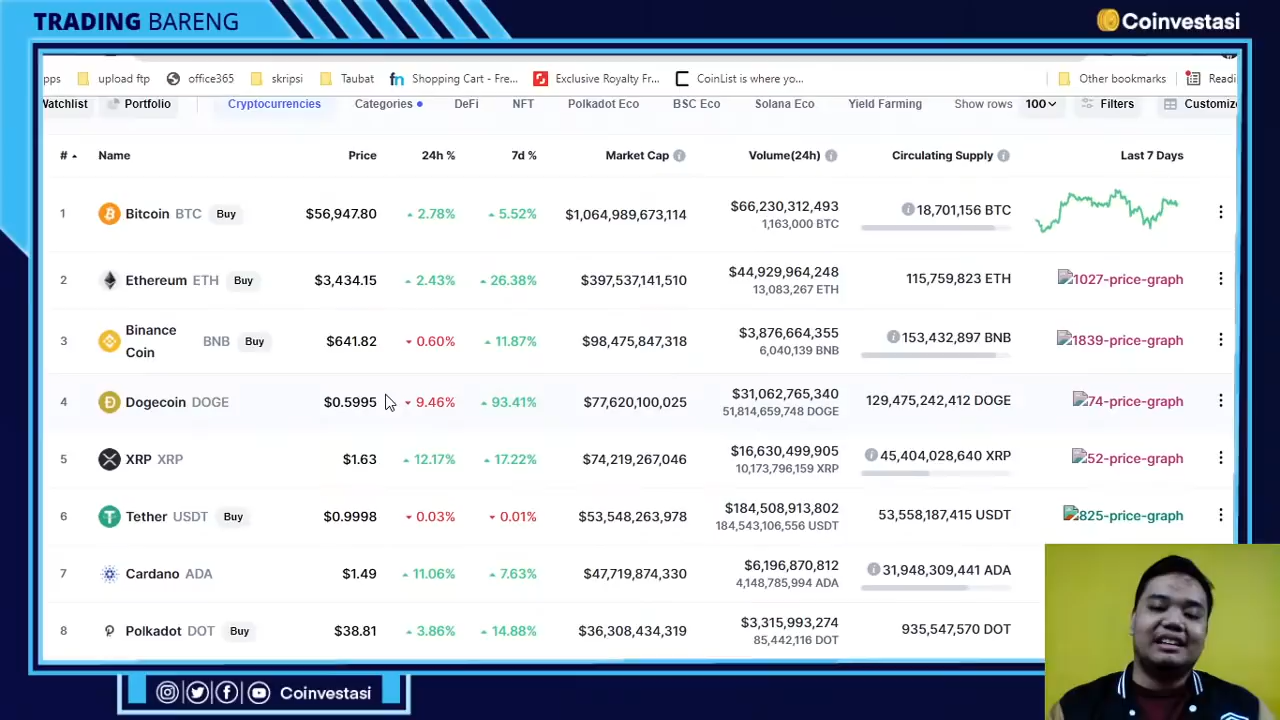 TRADING BARENG
Coinvestasi
pps upload ftp office365 skripsi Taubat Shopping Cart - Fre... Exclusive Royalty Fr... CoinList is where yo... Other bookmarks Readi
Watchlist Portfolio Cryptocurrencies Categories DeFi NFT Polkadot Eco BSC Eco Solana Eco Yield Farming Show rows 100 Filters Customiz
# Name Price 24h % 7d % Market Cap Volume(24h) Circulating Supply Last 7 Days
1 Bitcoin BTC Buy $56,947.80 2.78% 5.52% $1,064,989,673,114 $66,230,312,493 18,701,156 BTC
1,163,000 BTC
2 Ethereum ETH Buy $3,434.15 2.43% 26.38% $397,537,141,510 $44,929,964,248 115,759,823 ETH 1027-price-graph
13,083,267 ETH
3 Binance Coin BNB Buy $641.82 0.60% 11.87% $98,475,847,318 $3,876,664,355 153,432,897 BNB 1839-price-graph
6,040,139 BNB
4 Dogecoin DOGE $0.5995 9.46% 93.41% $77,620,100,025 $31,062,765,340 129,475,242,412 DOGE 74-price-graph
51,814,659,748 DOGE
5 XRP XRP $1.63 12.17% 17.22% $74,219,267,046 $16,630,499,905 45,404,028,640 XRP 52-price-graph
10,173,796,159 XRP
6 Tether USDT Buy $0.9998 0.03% 0.01% $53,548,263,978 $184,508,913,802 53,558,187,415 USDT 825-price-graph
184,543,106,556 USDT
7 Cardano ADA $1.49 11.06% 7.63% $47,719,874,330 $6,196,870,812 31,948,309,441 ADA
4,148,785,994 ADA
8 Polkadot DOT Buy $38.81 3.86% 14.88% $36,308,434,319 $3,315,993,274 935,547,570 DOT
85,442,116 DOT
Coinvestasi